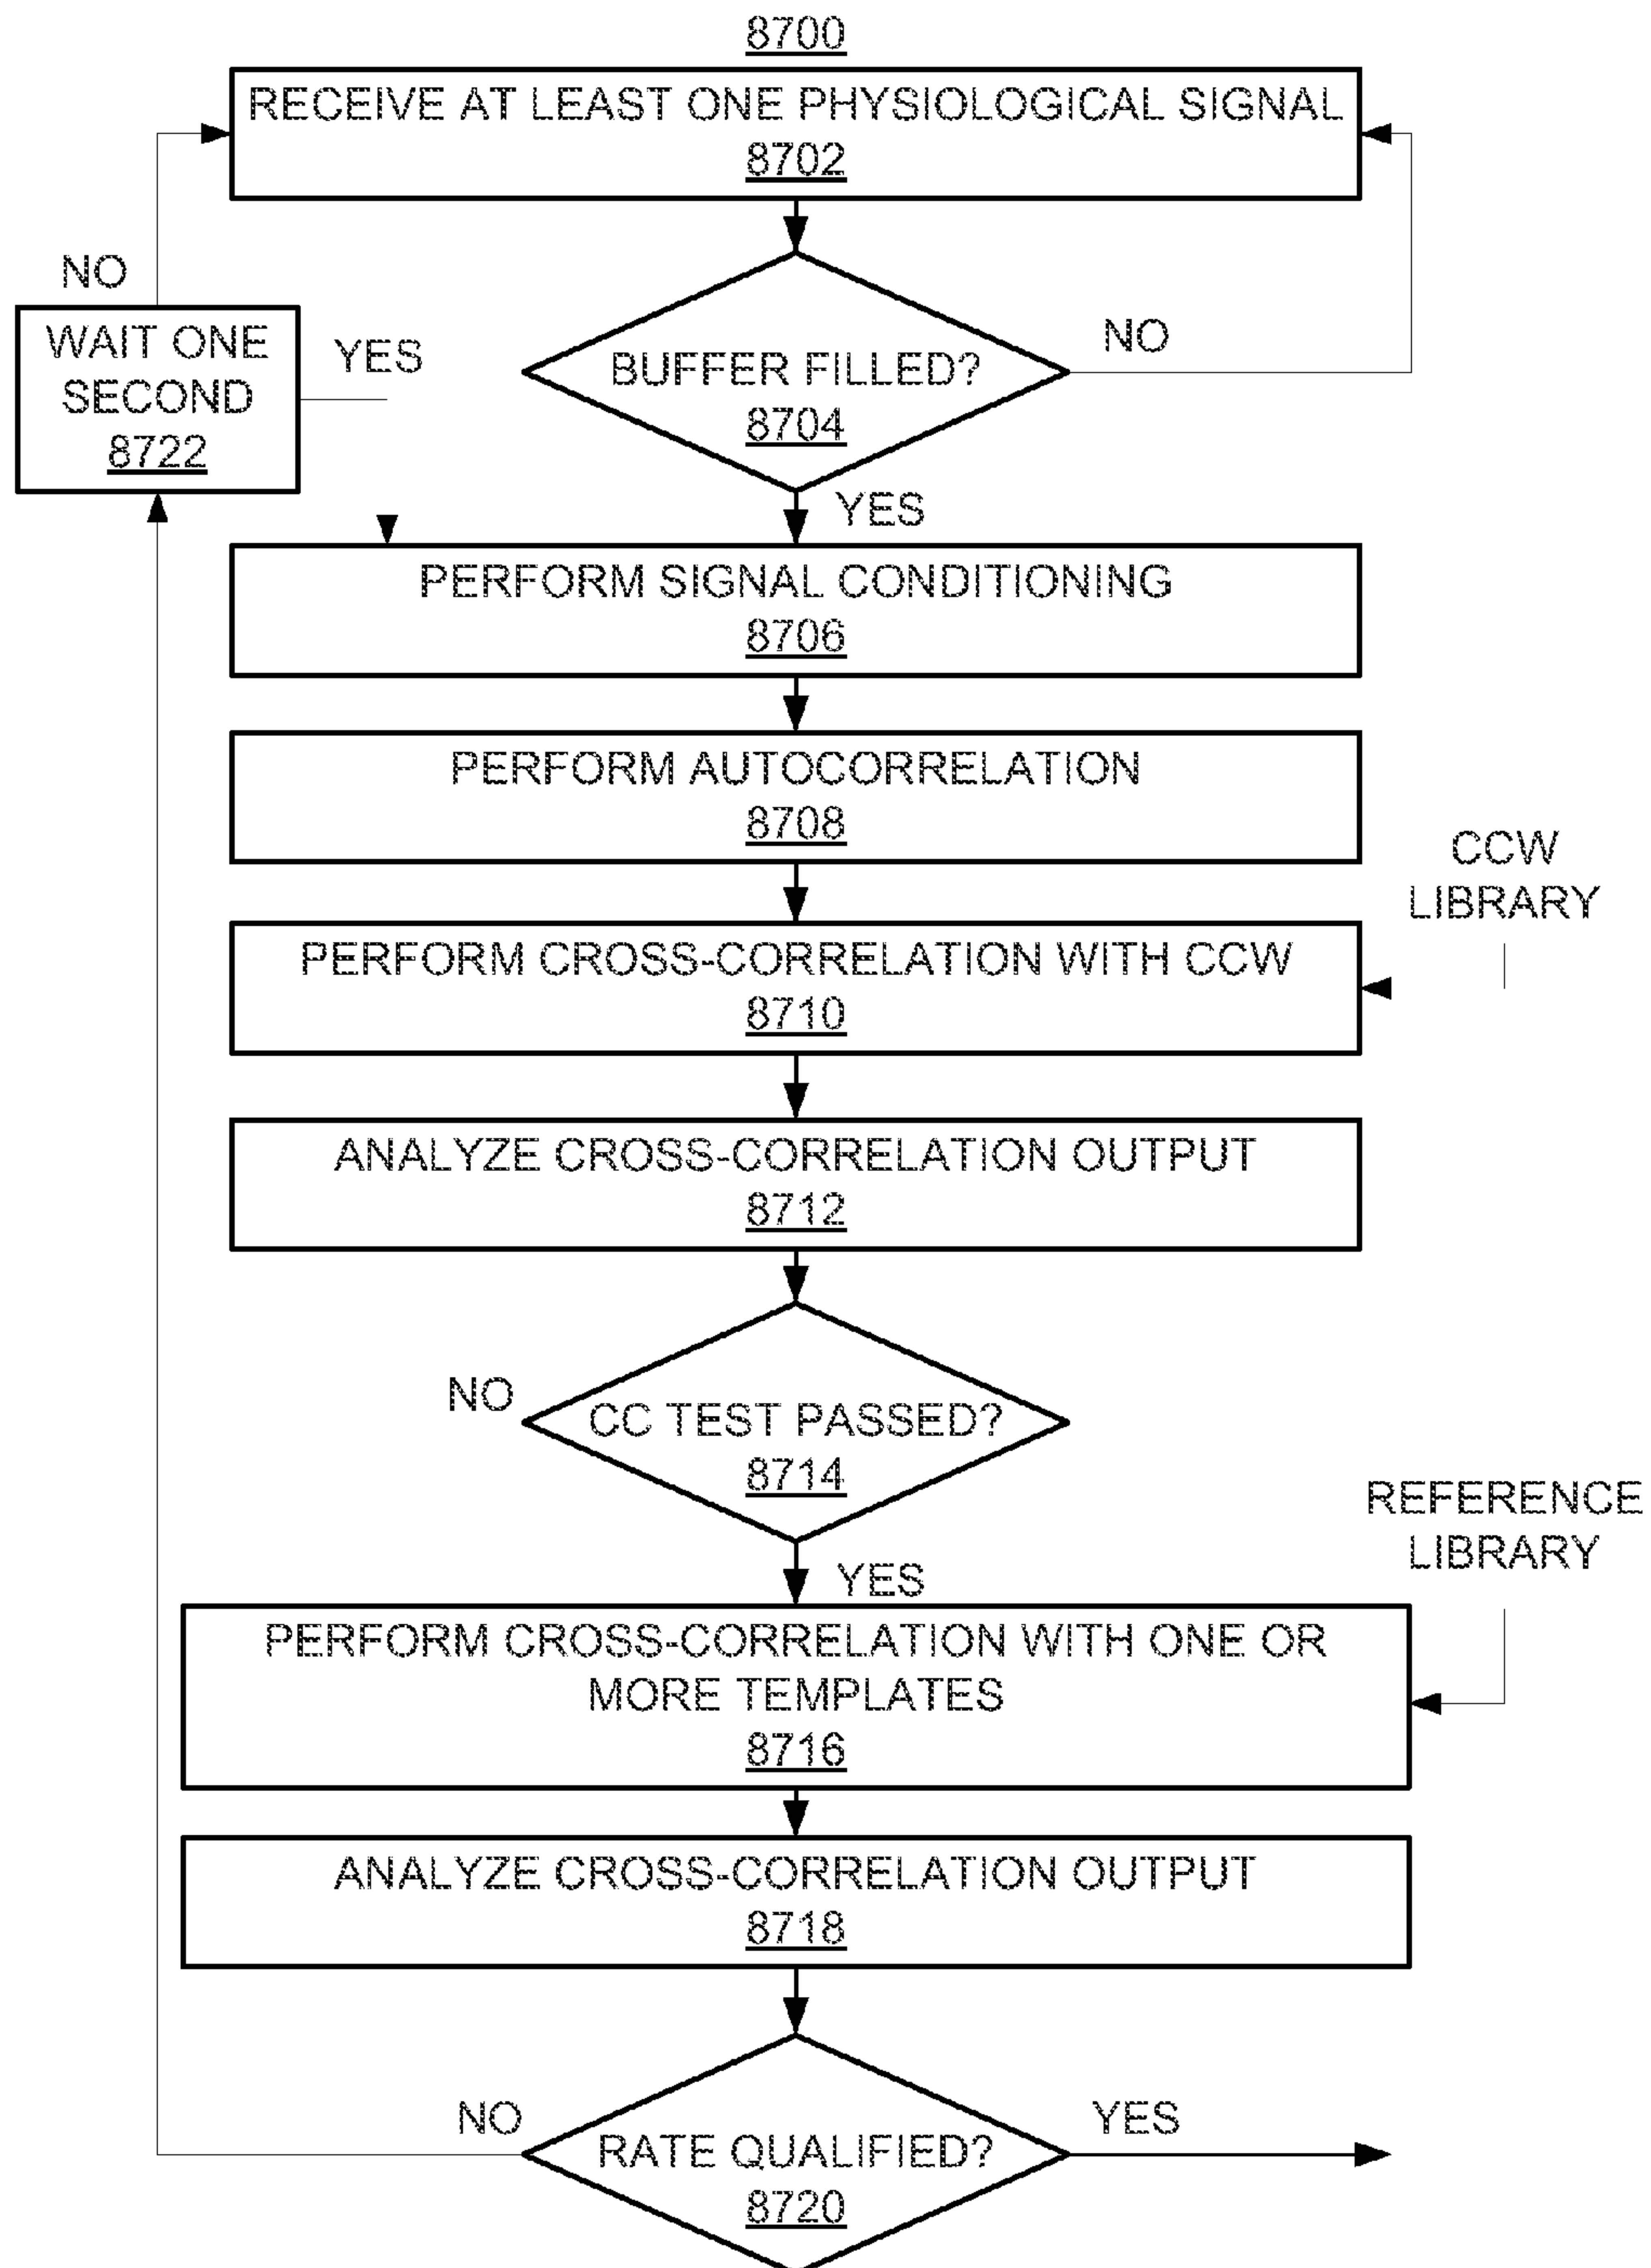 8700
RECEIVE AT LEAST ONE PHYSIOLOGICAL SIGNAL
8702
NO
WAIT ONE
SECOND
8722
YES
BUFFER FILLED?
8704
NO
YES
PERFORM SIGNAL CONDITIONING
8706
PERFORM AUTOCORRELATION
8708
CCW
LIBRARY
PERFORM CROSS-CORRELATION WITH CCW
8710
ANALYZE CROSS-CORRELATION OUTPUT
8712
NO
CC TEST PASSED?
8714
YES
REFERENCE
LIBRARY
PERFORM CROSS-CORRELATION WITH ONE OR
MORE TEMPLATES
8716
ANALYZE CROSS-CORRELATION OUTPUT
8718
NO
RATE QUALIFIED?
8720
YES